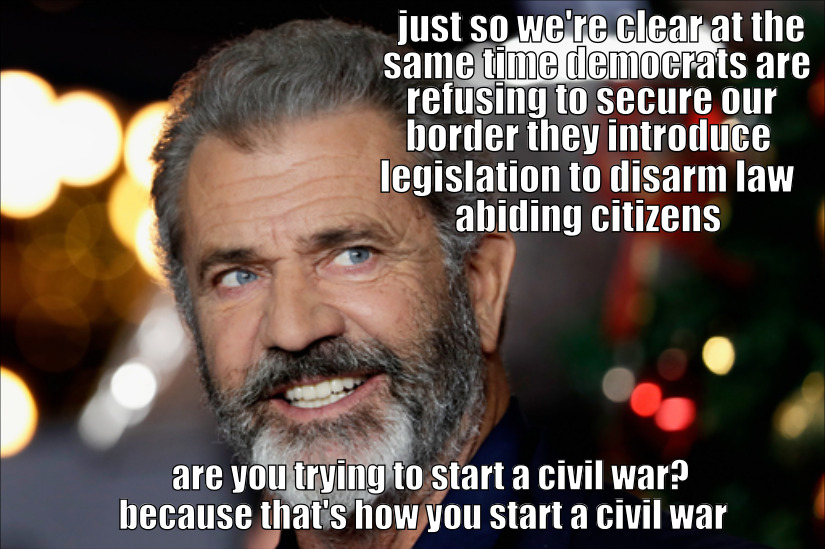 just so we're clear at the
same time democrats are
refusing to secure our
border they introduce
legislation to disarm law
abiding citizens
are you trying to start a civil war?
because that's how you start a civil war